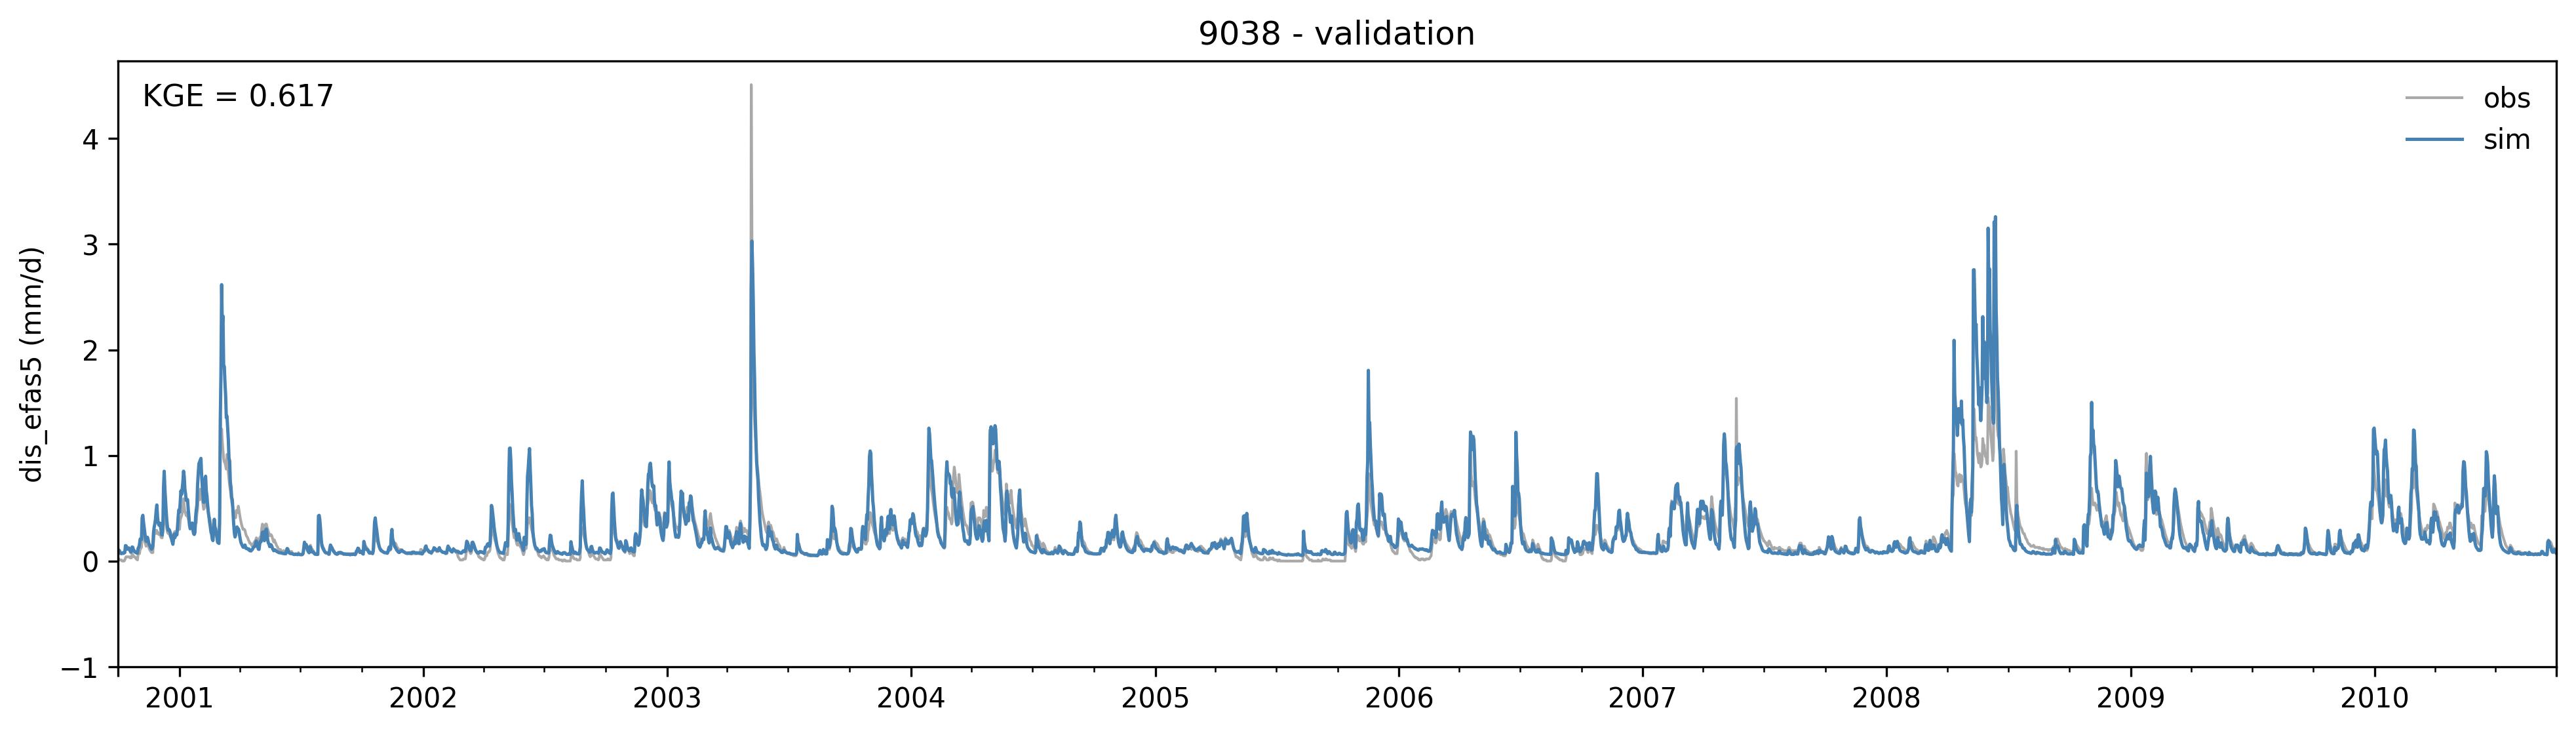 9038 - validation
KGE = 0.617
obs
sim
dis_efas5 (mm/d)
4
3
2
1
0
−1
2001 2002 2003 2004 2005 2006 2007 2008 2009 2010